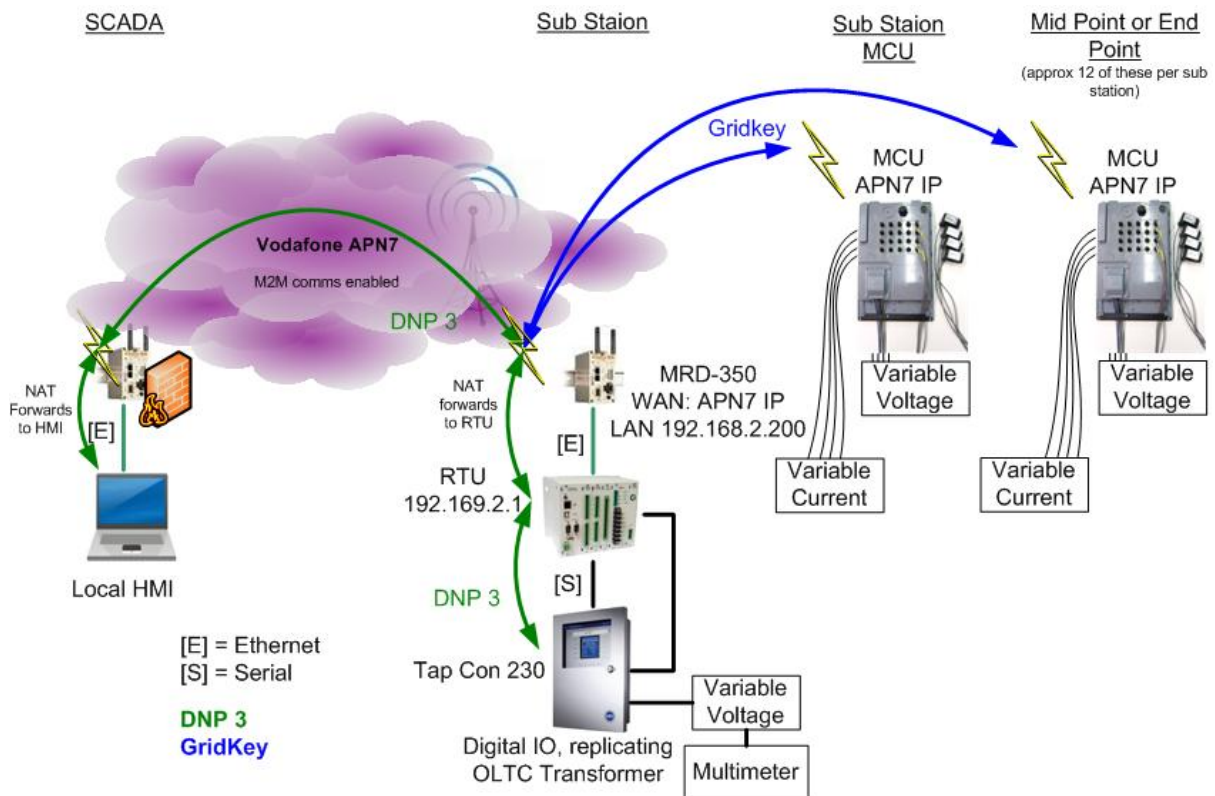 SCADA
Sub Staion
Sub Staion
MCU
Mid Point or End
Point
(approx 12 of these per sub
station)
Gridkey
MCU
APN7 IP
MCU
APN7 IP
Vodafone APN7
M2M comms enabled
DNP 3
NAT
Forwards
to HMI
[E]
NAT
forwards
to RTU
MRD-350
WAN: APN7 IP
LAN 192.168.2.200
[E]
Variable
Voltage
Variable
Voltage
Variable
Current
Variable
Current
RTU
192.169.2.1
Local HMI
[S]
DNP 3
[E] = Ethernet
[S] = Serial
DNP 3
GridKey
Tap Con 230
Variable
Voltage
Multimeter
Digital IO, replicating
OLTC Transformer